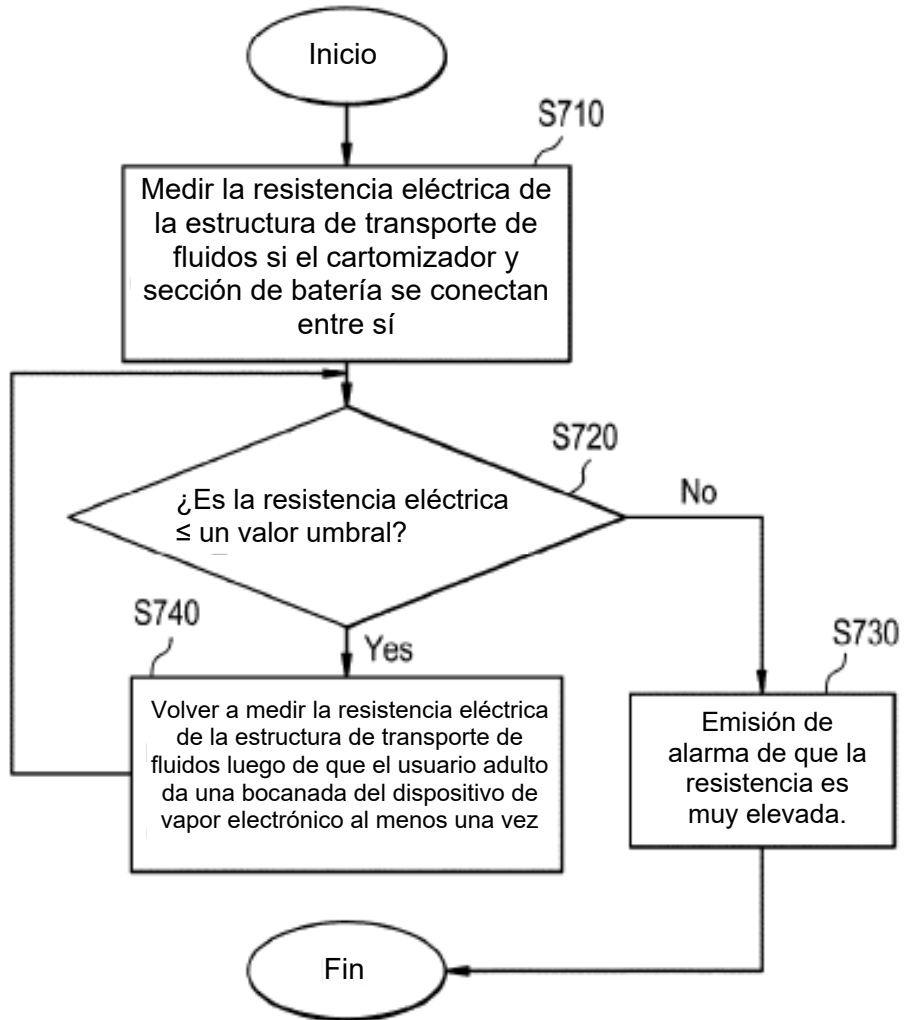 Inicio
S710
Medir la resistencia eléctrica de
la estructura de transporte de
fluidos si el cartomizador y
sección de batería se conectan
entre sí
S720
¿Es la resistencia eléctrica
≤ un valor umbral?
No
S740
Yes
S730
Volver a medir la resistencia eléctrica
de la estructura de transporte de
fluidos luego de que el usuario adulto
da una bocanada del dispositivo de
vapor electrónico al menos una vez
Emisión de
alarma de que la
resistencia es
muy elevada.
Fin